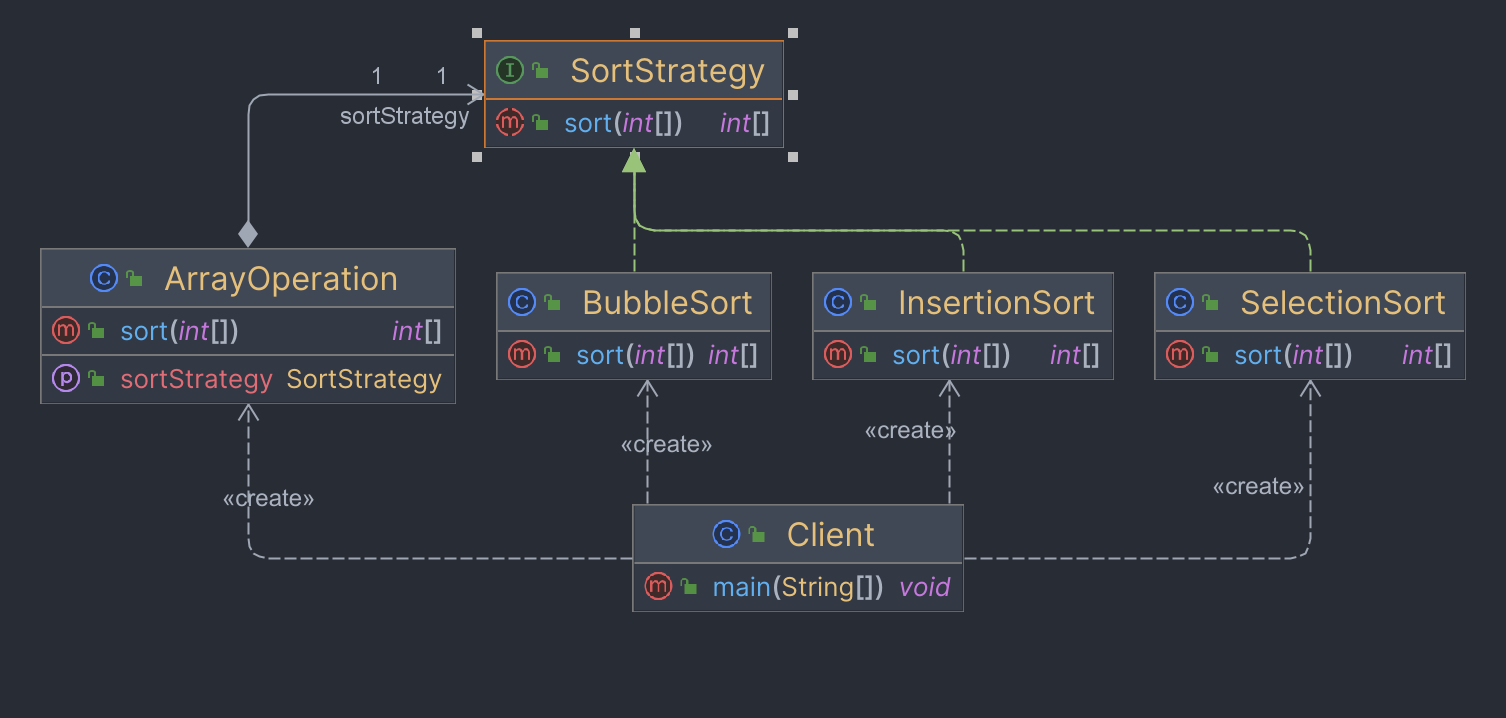 1 1
sortStrategy
I SortStrategy
m sort(int[]) int[]
C ArrayOperation
m sort(int[]) int[]
p sortStrategy SortStrategy
C BubbleSort
m sort(int[]) int[]
C InsertionSort
m sort(int[]) int[]
C SelectionSort
m sort(int[]) int[]
«create»
«create»
«create»
«create»
C Client
m main(String[]) void